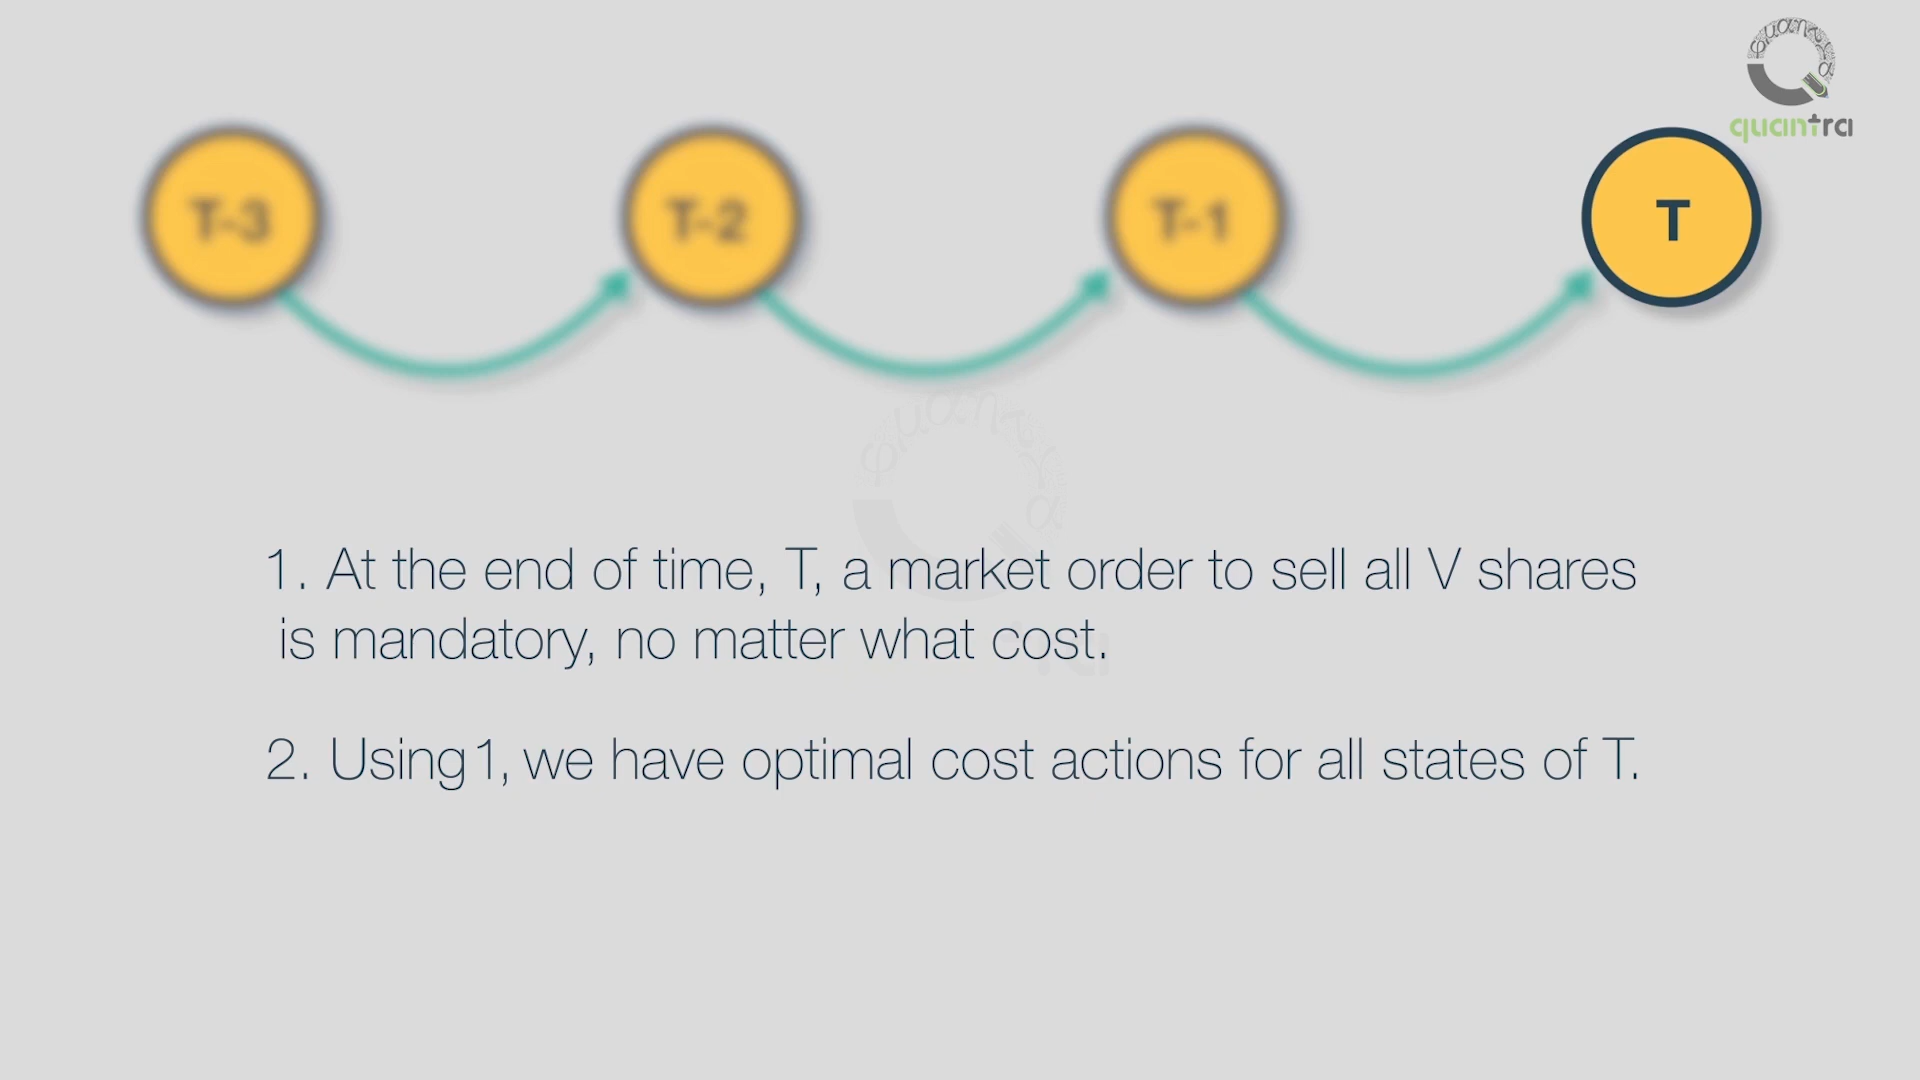 quantra
T-3
T-2
T-1
T
1. At the end of time, T, a market order to sell all V shares
is mandatory, no matter what cost.
2. Using 1, we have optimal cost actions for all states of T.